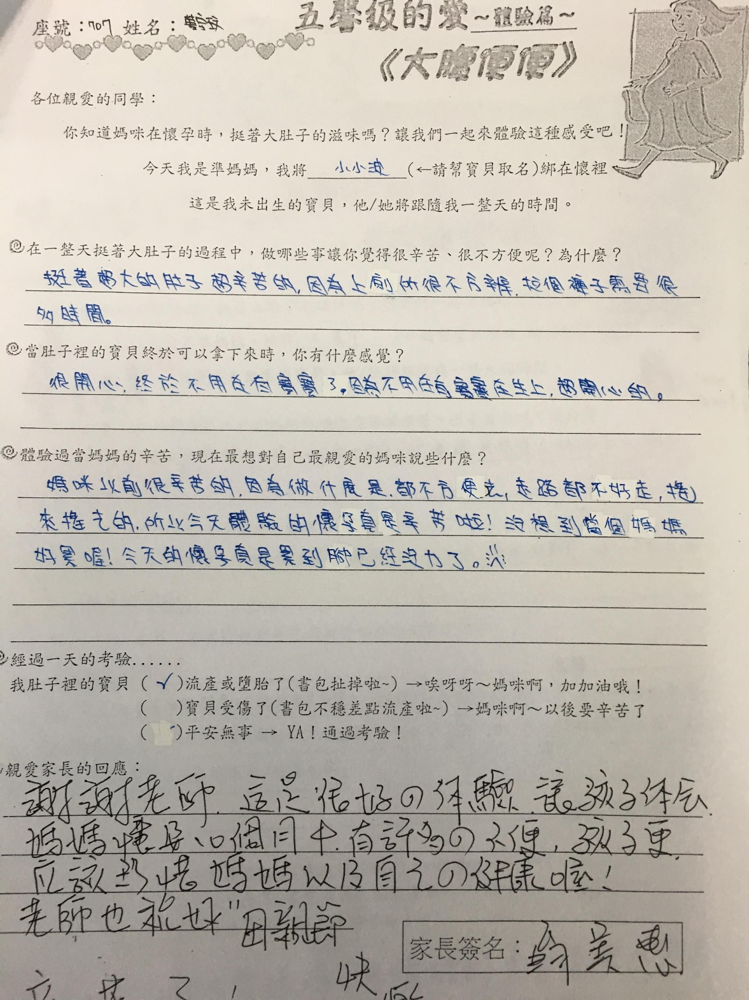 座號：707 姓名：
五馨級的愛～體驗篇～
《大腹便便》
各位親愛的同學：
你知道媽咪在懷孕時，挺著大肚子的滋味嗎？讓我們一起來體驗這種感受吧！
今天我是準媽媽，我將小小波(←請幫寶貝取名)綁在懷裡
這是我未出生的寶貝，他/她將跟隨我一整天的時間。
在一整天挺著大肚子的過程中，做哪些事讓你覺得很辛苦、很不方便呢？為什麼？
挺著超大的肚子超辛苦的，因為上廁所很不方辨，拉個褲子需要很
多時間。
當肚子裡的寶貝終於可以拿下來時，你有什麼感覺？
很開心，終於不用在有寶寶了。因為不用在有寶寶在生上，超開心的。
體驗過當媽媽的辛苦，現在最想對自己最親愛的媽咪說些什麼？
媽咪以前很辛苦的，因為做什麼是，都不方便，走路都不好走，搖
來搖去的，所以今天體驗的懷孕真是辛苦啦！沒想到當個媽媽
好累喔！今天的懷孕真是累到腳已經沒力了。
經過一天的考驗......
我肚子裡的寶貝 (✓)流產或墮胎了(書包扯掉啦~) →唉呀呀～媽咪啊，加加油哦！
( )寶貝受傷了(書包不穩差點流產啦~) →媽咪啊～以後要辛苦了
( )平安無事 → YA！通過考驗！
親愛家長的回應：
謝謝老師，這是很好の体驗，讓孩子体会
媽媽懷孕10個月中，有許多の不便，孩子更
应該珍惜媽媽以及自己の健康喔！
老師也祝妳"母親節
快
家長簽名：美惠
辛苦了！